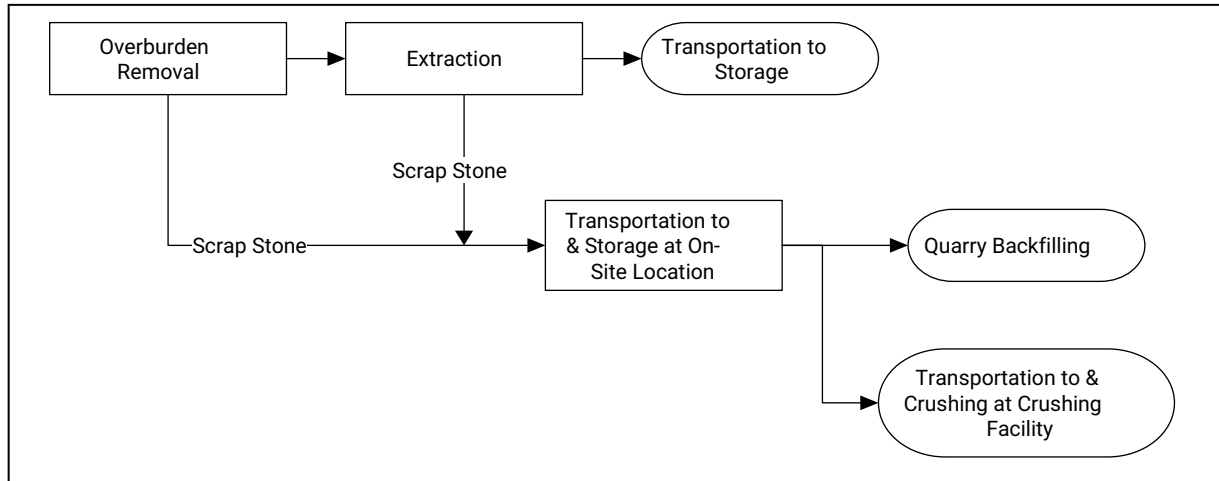 Overburden
Removal
Extraction
Transportation to
Storage
Scrap Stone
Scrap Stone
Transportation to
& Storage at On-
Site Location
Quarry Backfilling
Transportation to &
Crushing at Crushing
Facility